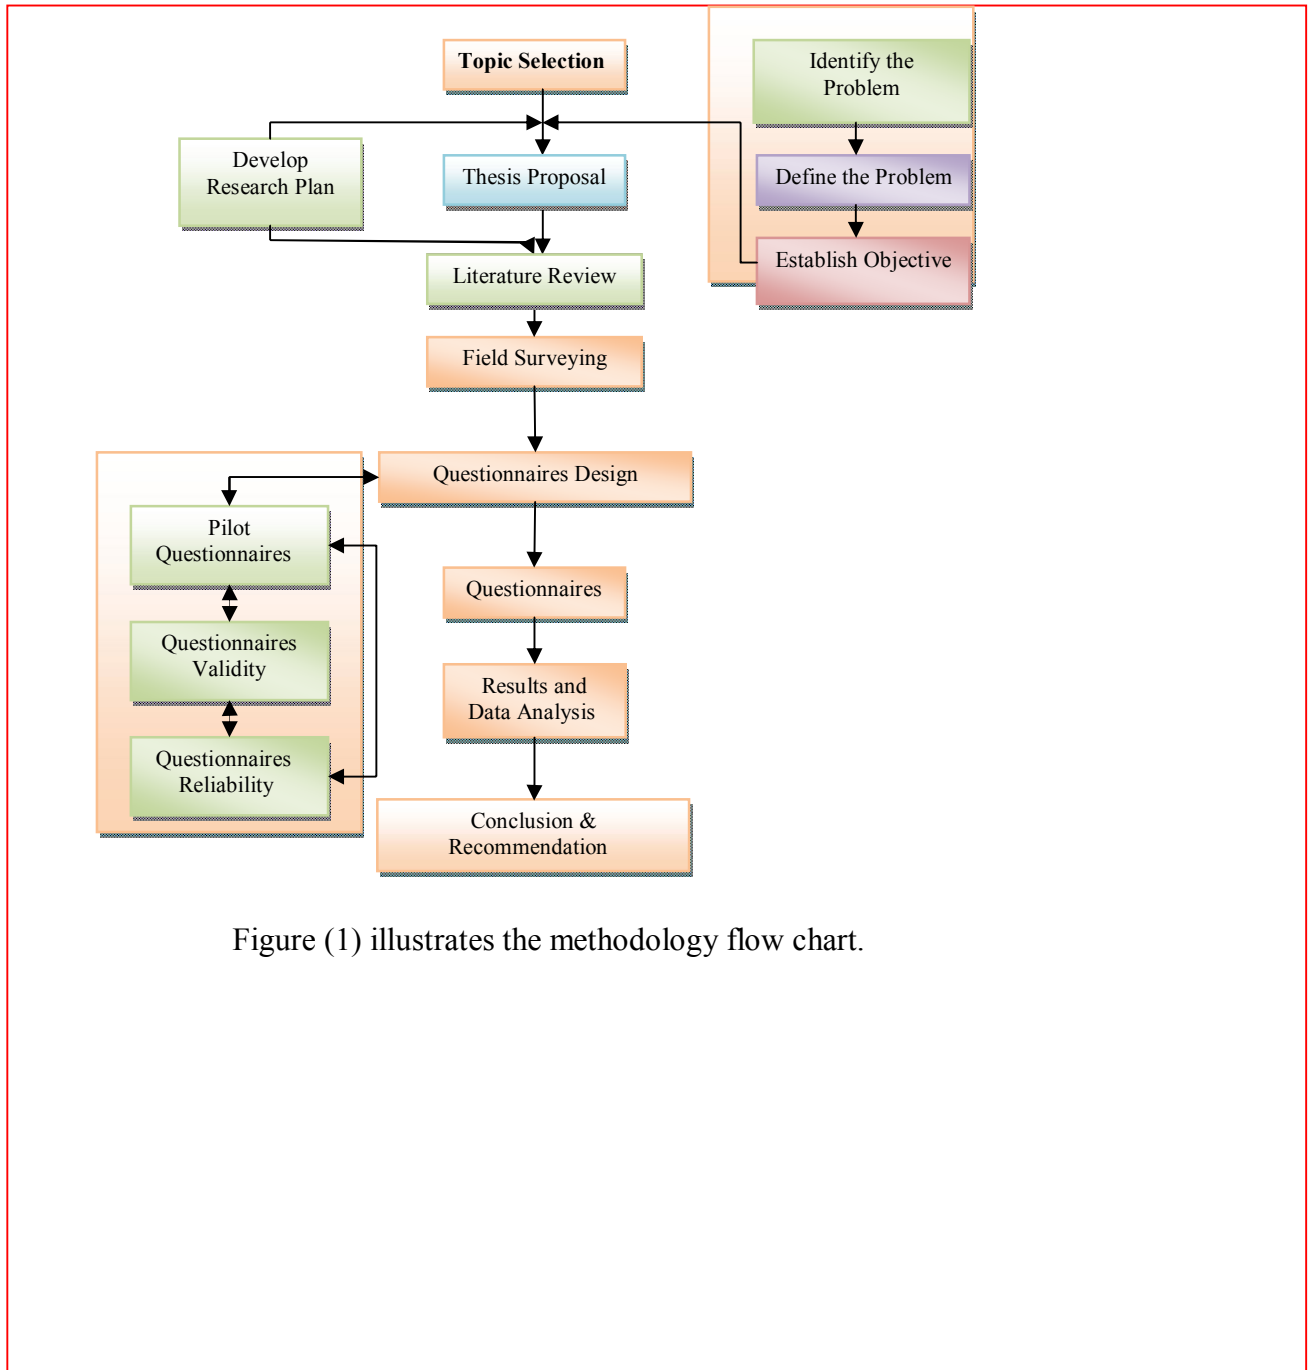 Topic Selection
Identify the
Problem
Develop
Research Plan
Thesis Proposal
Define the Problem
Literature Review
Establish Objective
Field Surveying
Questionnaires Design
Pilot
Questionnaires
Questionnaires
Validity
Questionnaires
Reliability
Questionnaires
Results and
Data Analysis
Conclusion &
Recommendation
Figure (1) illustrates the methodology flow chart.